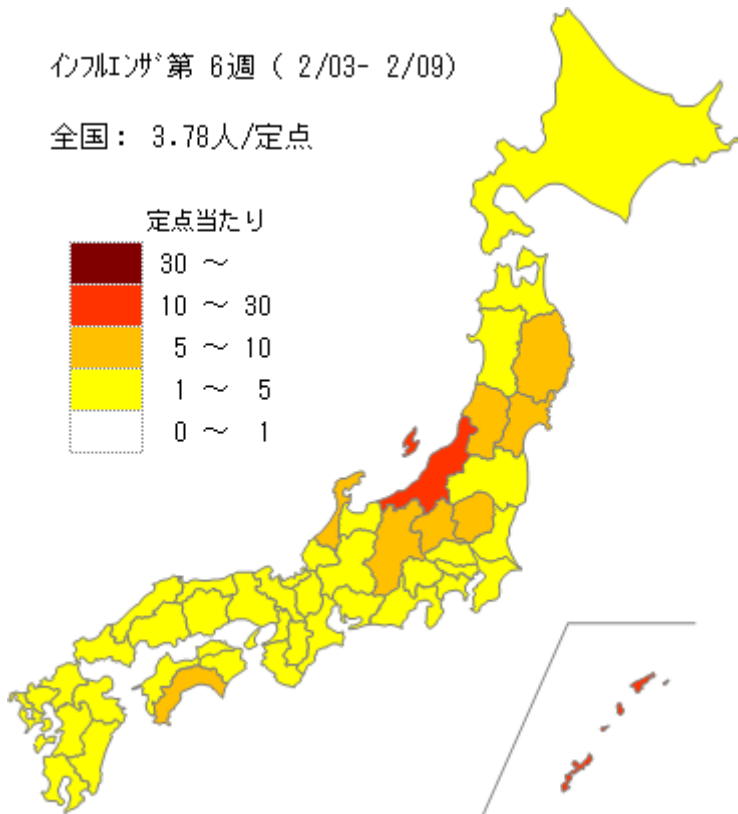 ｲﾝﾌﾙｴﾝｻﾞ第 6週 ( 2/03- 2/09)
全国： 3.78人/定点
定点当たり
30 ～
10 ～ 30
5 ～ 10
1 ～ 5
0 ～ 1